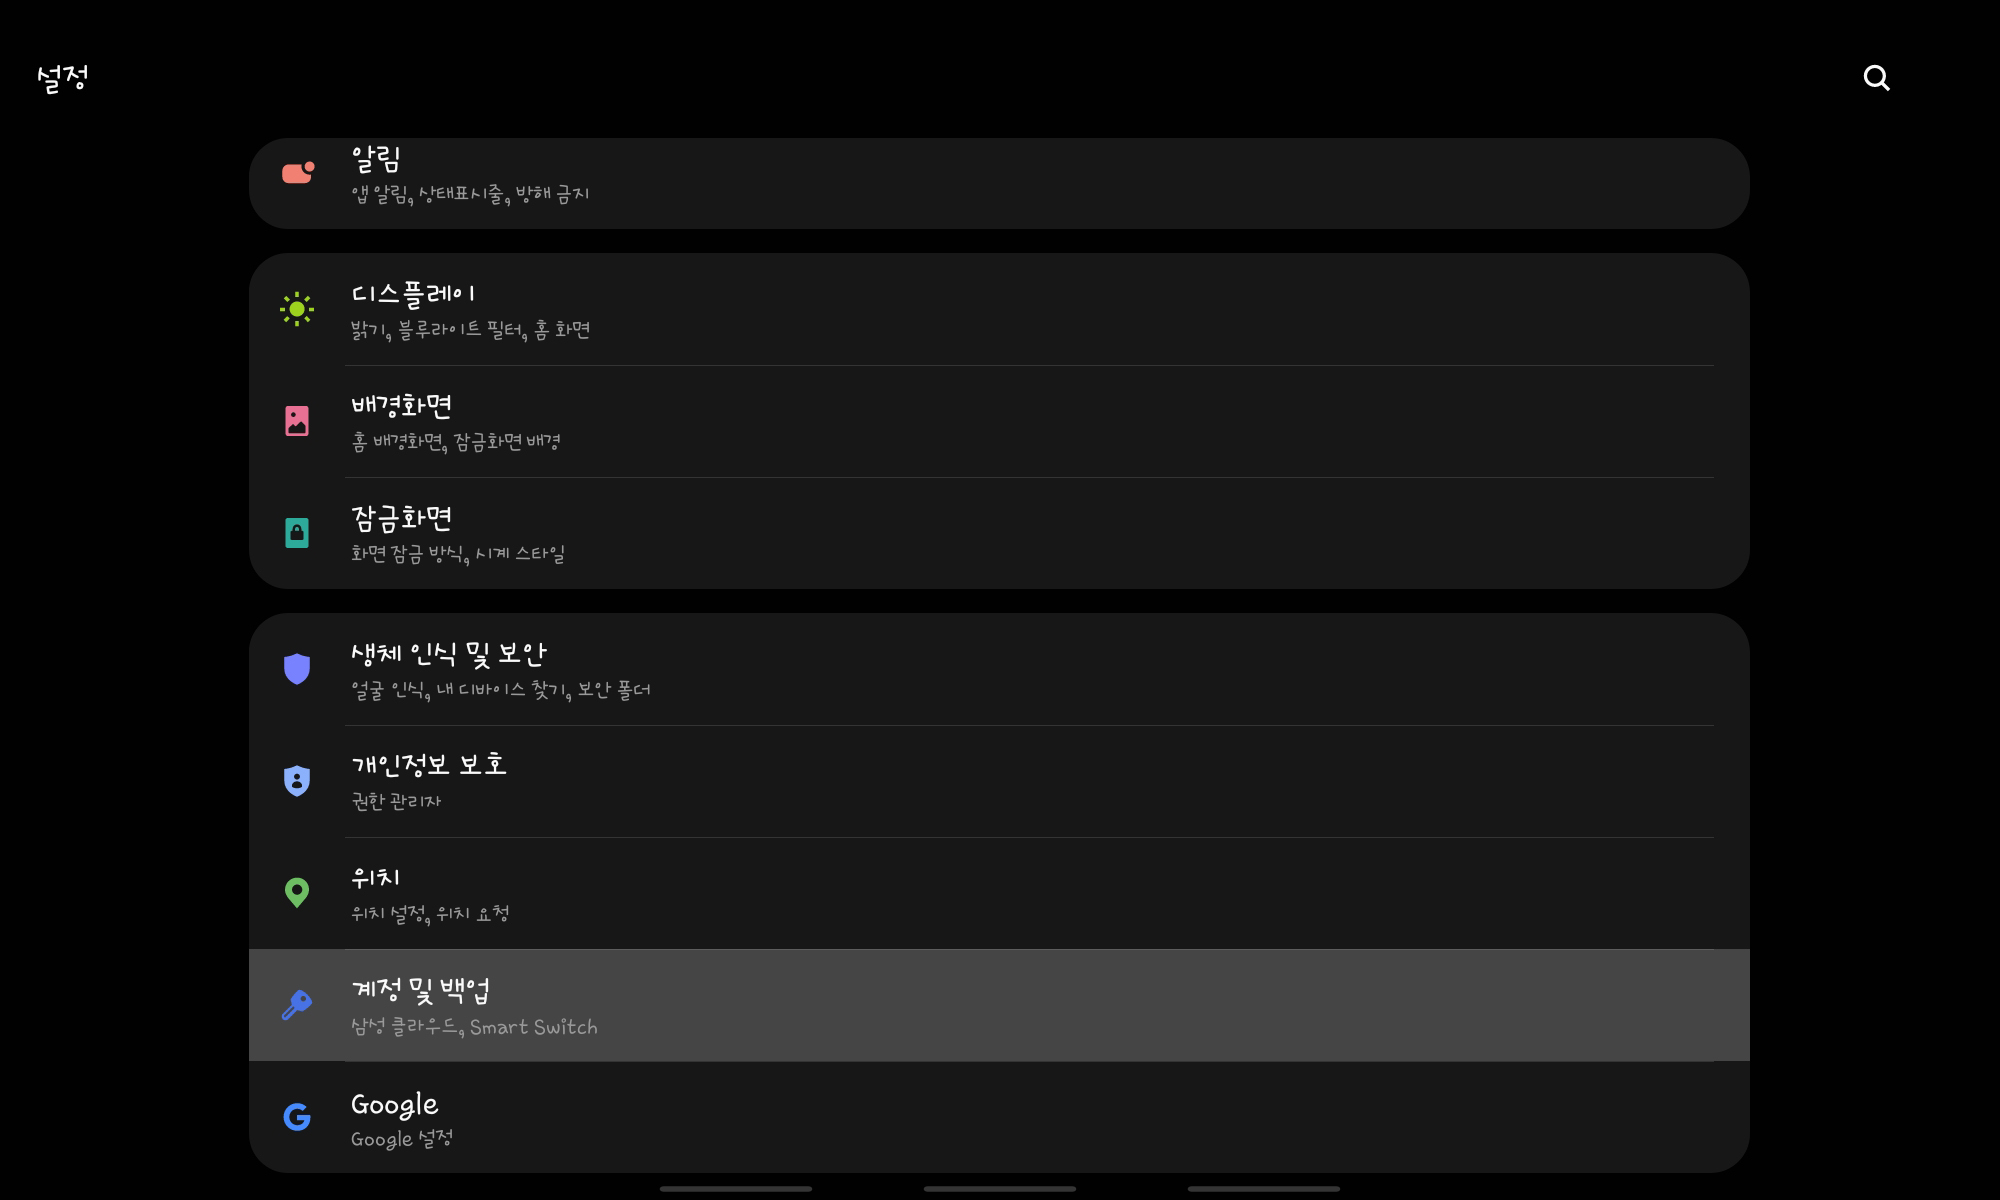 설정
알림
앱 알림, 상태표시줄, 방해 금지
디스플레이
밝기, 블루라이트 필터, 홈 화면
배경화면
홈 배경화면, 잠금화면 배경
잠금화면
화면 잠금 방식, 시계 스타일
생체 인식 및 보안
얼굴 인식, 내 디바이스 찾기, 보안 폴더
개인정보 보호
권한 관리자
위치
위치 설정, 위치 요청
계정 및 백업
삼성 클라우드, Smart Switch
Google
Google 설정